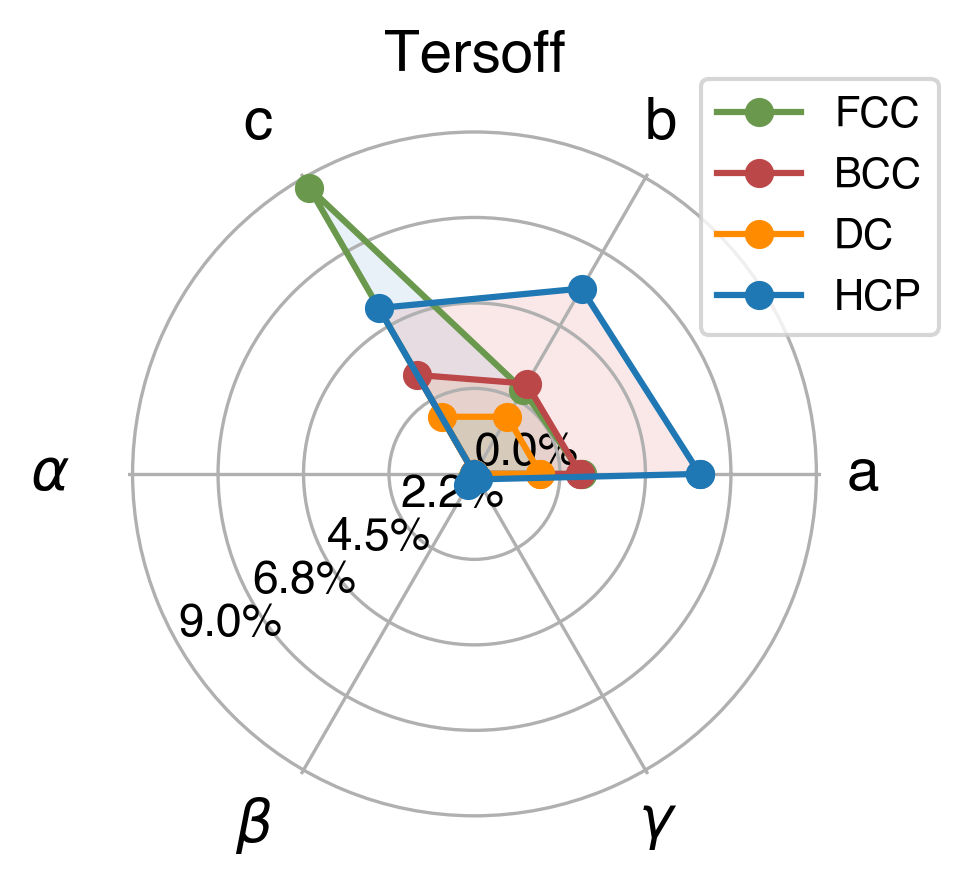 Tersoff
c
b
FCC
BCC
DC
HCP
0.0%
α
a
2.2%
4.5%
6.8%
9.0%
β
γ